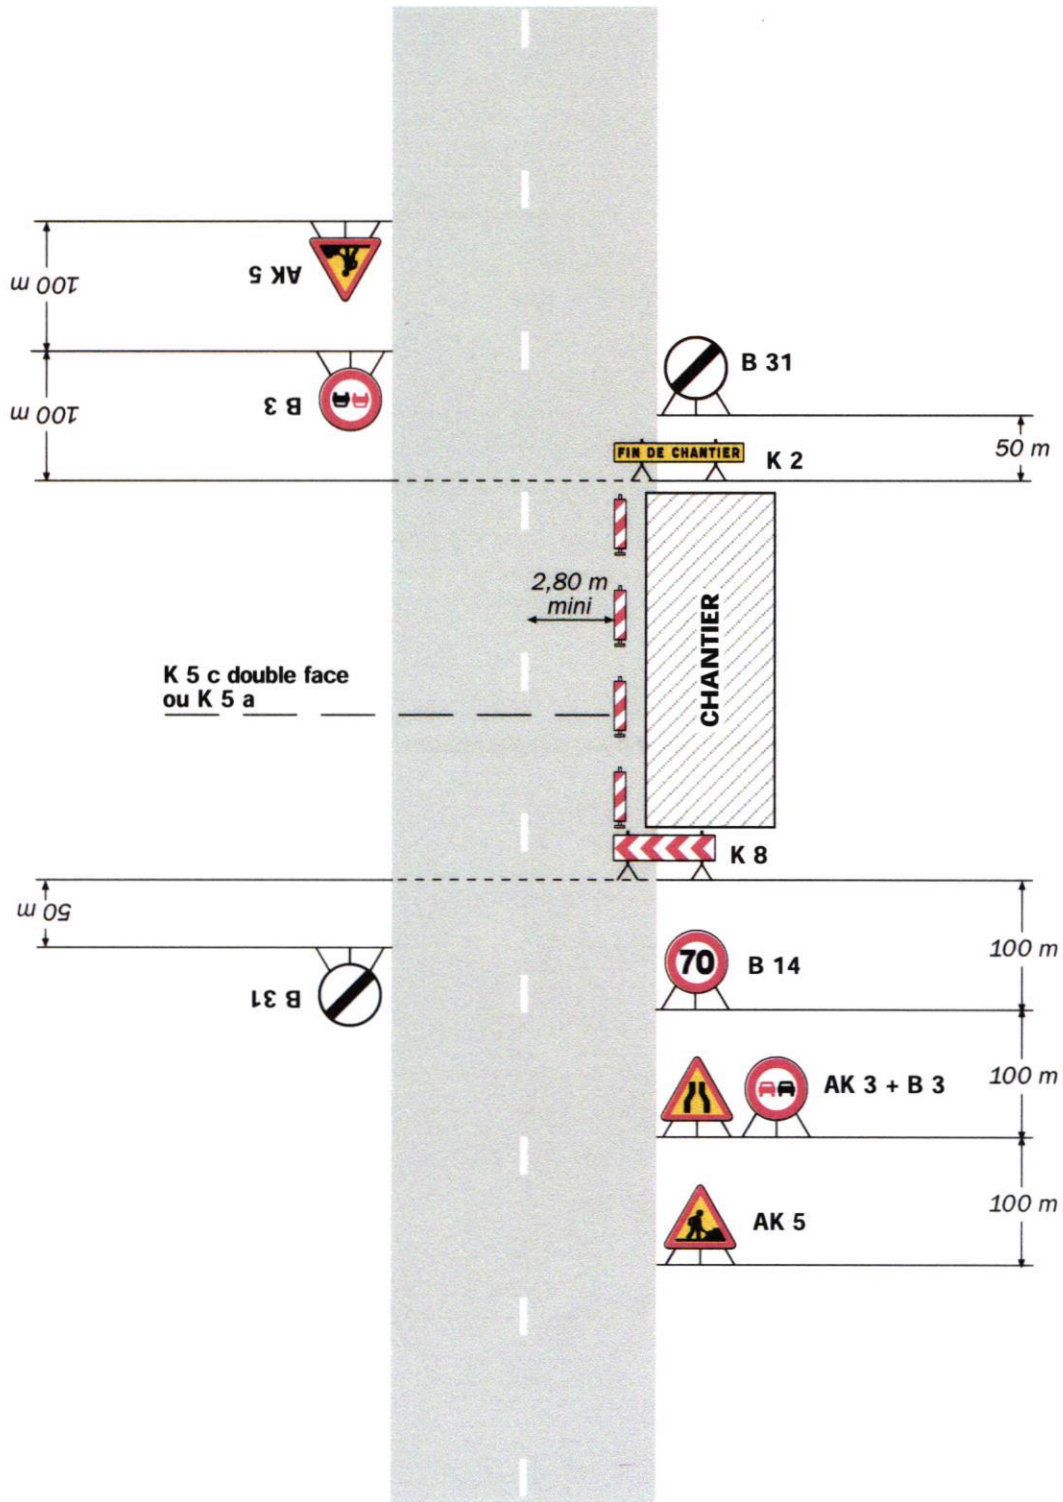 AK 5
100 m
B 31
B 3
100 m
50 m
FIN DE CHANTIER
K 2
2,80 m
mini
CHANTIER
K 5 c double face
ou K 5 a
K 8
50 m
100 m
70
B 14
B 31
100 m
AK 3 + B 3
100 m
AK 5